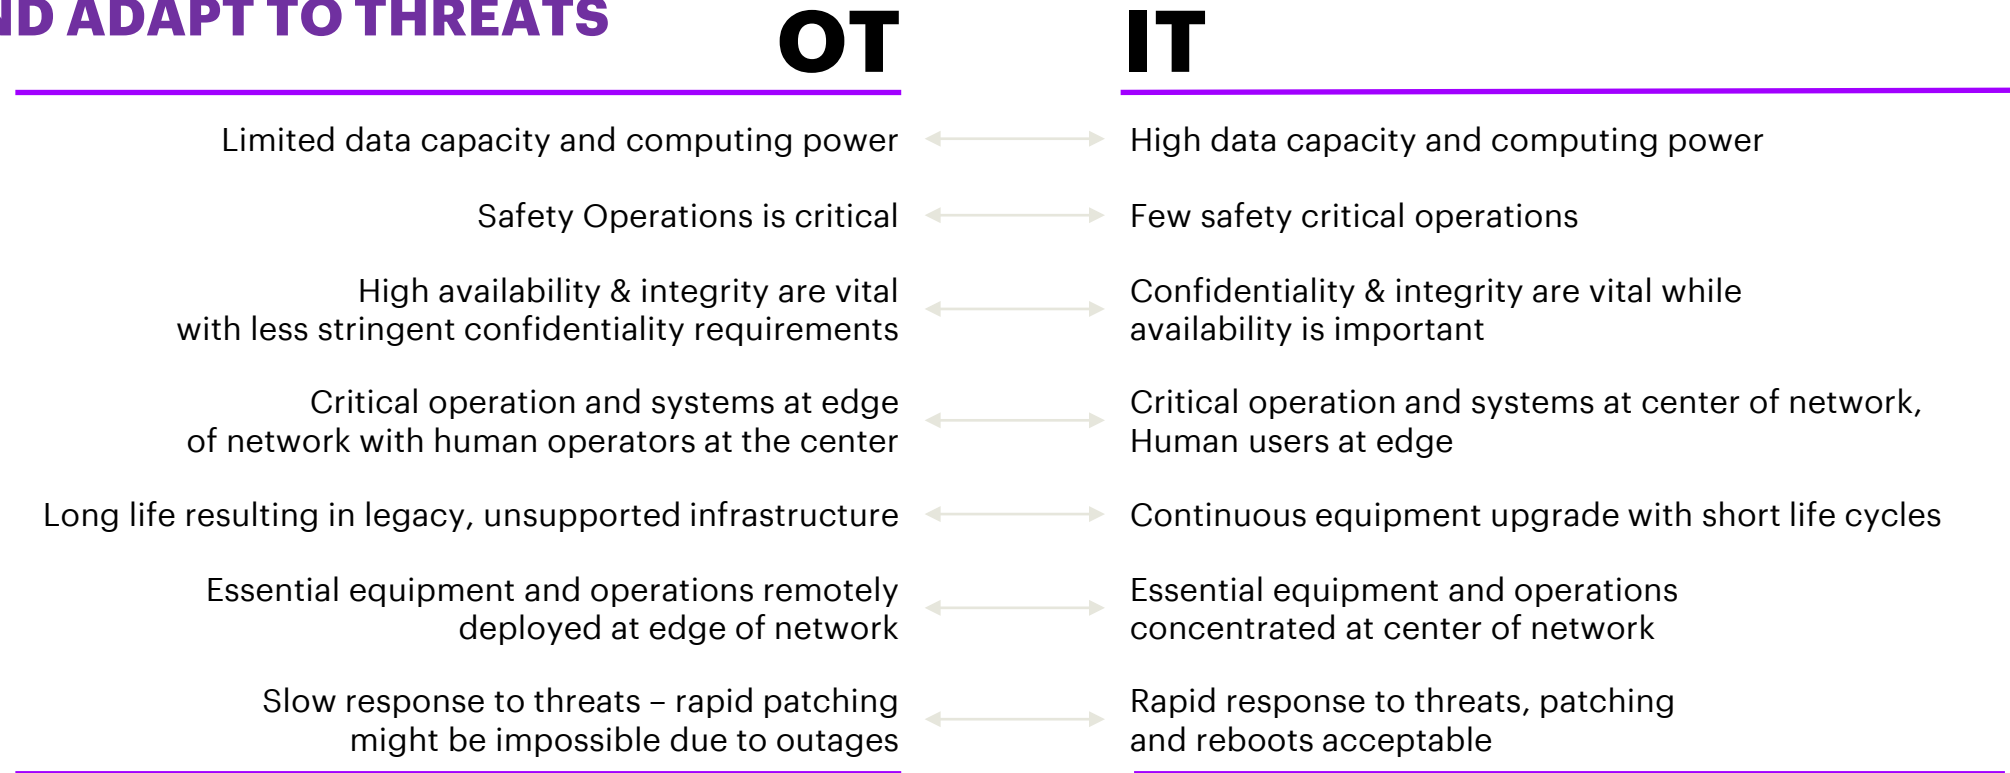 ND ADAPT TO THREATS
OT
IT
Limited data capacity and computing power
High data capacity and computing power
Safety Operations is critical
Few safety critical operations
High availability & integrity are vital
with less stringent confidentiality requirements
Confidentiality & integrity are vital while
availability is important
Critical operation and systems at edge
of network with human operators at the center
Critical operation and systems at center of network,
Human users at edge
Long life resulting in legacy, unsupported infrastructure
Continuous equipment upgrade with short life cycles
Essential equipment and operations remotely
deployed at edge of network
Essential equipment and operations
concentrated at center of network
Slow response to threats – rapid patching
might be impossible due to outages
Rapid response to threats, patching
and reboots acceptable